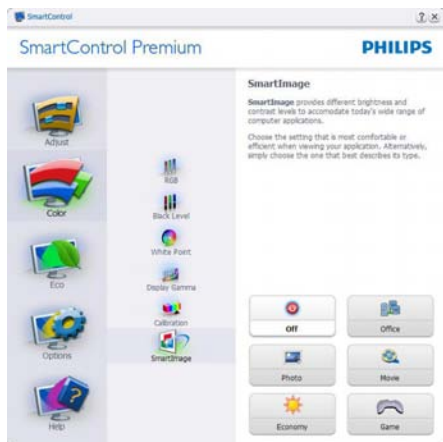 SmartControl
SmartControl Premium
PHILIPS
Adjust
Color
Eco
Options
Help
RGB
Black Level
White Point
Display Gamma
Calibration
SmartImage
SmartImage
SmartImage provides different brightness and
contrast levels to accomodate today's wide range of
computer applications.
Choose the setting that is most comfortable or
efficient when viewing your application. Alternatively,
simply choose the one that best describes its type.
Off
Office
Photo
Movie
Economy
Game